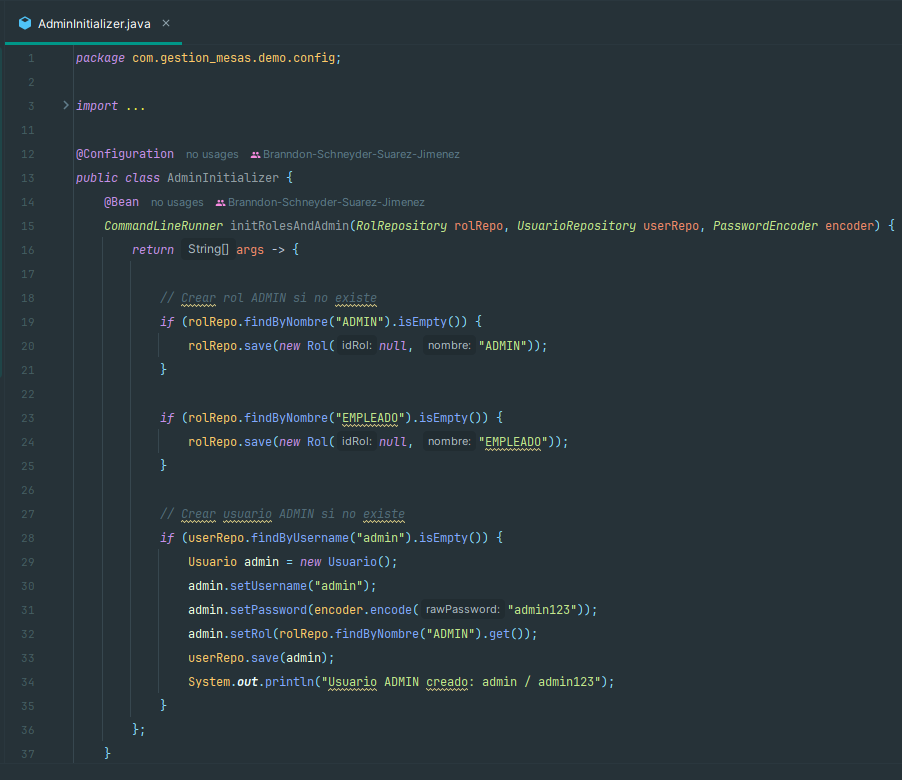 AdminInitializer.java ×
1 package com.gestion_mesas.demo.config;
2
3 import ...
11
12 @Configuration no usages Branndon-Schneyder-Suarez-Jimenez
13 public class AdminInitializer {
14 @Bean no usages Branndon-Schneyder-Suarez-Jimenez
15 CommandLineRunner initRolesAndAdmin(RolRepository rolRepo, UsuarioRepository userRepo, PasswordEncoder encoder) {
16 return String[] args -> {
17
18 // Crear rol ADMIN si no existe
19 if (rolRepo.findByNombre("ADMIN").isEmpty()) {
20 rolRepo.save(new Rol( idRol: null, nombre: "ADMIN"));
21 }
22
23 if (rolRepo.findByNombre("EMPLEADO").isEmpty()) {
24 rolRepo.save(new Rol( idRol: null, nombre: "EMPLEADO"));
25 }
26
27 // Crear usuario ADMIN si no existe
28 if (userRepo.findByUsername("admin").isEmpty()) {
29 Usuario admin = new Usuario();
30 admin.setUsername("admin");
31 admin.setPassword(encoder.encode( rawPassword: "admin123"));
32 admin.setRol(rolRepo.findByNombre("ADMIN").get());
33 userRepo.save(admin);
34 System.out.println("Usuario ADMIN creado: admin / admin123");
35 }
36 };
37 }